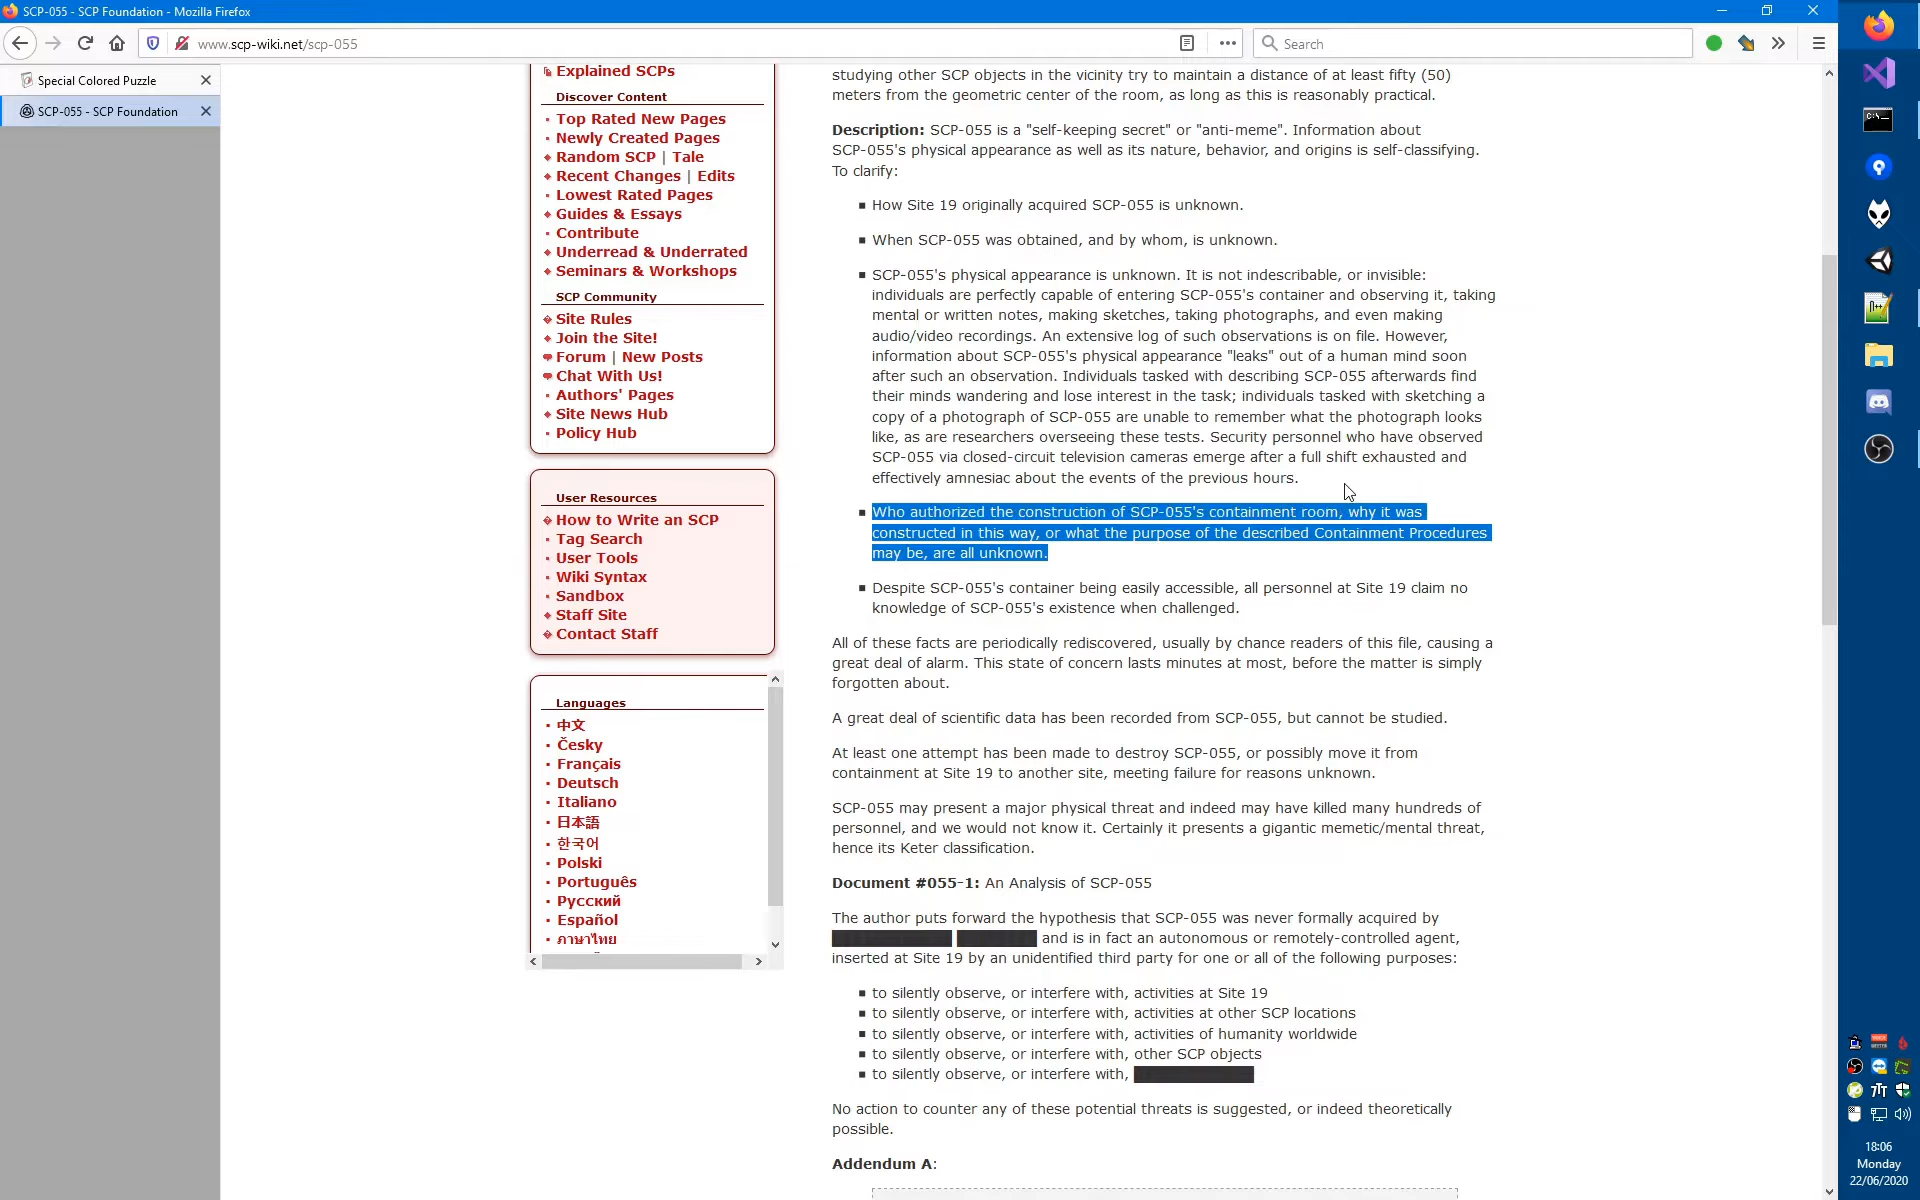 SCP-055 - SCP Foundation - Mozilla Firefox
www.scp-wiki.net/scp-055
Search
Special Colored Puzzle
SCP-055 - SCP Foundation
Explained SCPs
Discover Content
Top Rated New Pages
Newly Created Pages
Random SCP | Tale
Recent Changes | Edits
Lowest Rated Pages
Guides & Essays
Contribute
Underread & Underrated
Seminars & Workshops
SCP Community
Site Rules
Join the Site!
Forum | New Posts
Chat With Us!
Authors' Pages
Site News Hub
Policy Hub
User Resources
How to Write an SCP
Tag Search
User Tools
Wiki Syntax
Sandbox
Staff Site
Contact Staff
Languages
中文
Česky
Français
Deutsch
Italiano
日本語
한국어
Polski
Português
Русский
Español
ภาษาไทย
studying other SCP objects in the vicinity try to maintain a distance of at least fifty (50)
meters from the geometric center of the room, as long as this is reasonably practical.
Description: SCP-055 is a "self-keeping secret" or "anti-meme". Information about
SCP-055's physical appearance as well as its nature, behavior, and origins is self-classifying.
To clarify:
How Site 19 originally acquired SCP-055 is unknown.
When SCP-055 was obtained, and by whom, is unknown.
SCP-055's physical appearance is unknown. It is not indescribable, or invisible:
individuals are perfectly capable of entering SCP-055's container and observing it, taking
mental or written notes, making sketches, taking photographs, and even making
audio/video recordings. An extensive log of such observations is on file. However,
information about SCP-055's physical appearance "leaks" out of a human mind soon
after such an observation. Individuals tasked with describing SCP-055 afterwards find
their minds wandering and lose interest in the task; individuals tasked with sketching a
copy of a photograph of SCP-055 are unable to remember what the photograph looks
like, as are researchers overseeing these tests. Security personnel who have observed
SCP-055 via closed-circuit television cameras emerge after a full shift exhausted and
effectively amnesiac about the events of the previous hours.
Who authorized the construction of SCP-055's containment room, why it was
constructed in this way, or what the purpose of the described Containment Procedures
may be, are all unknown.
Despite SCP-055's container being easily accessible, all personnel at Site 19 claim no
knowledge of SCP-055's existence when challenged.
All of these facts are periodically rediscovered, usually by chance readers of this file, causing a
great deal of alarm. This state of concern lasts minutes at most, before the matter is simply
forgotten about.
A great deal of scientific data has been recorded from SCP-055, but cannot be studied.
At least one attempt has been made to destroy SCP-055, or possibly move it from
containment at Site 19 to another site, meeting failure for reasons unknown.
SCP-055 may present a major physical threat and indeed may have killed many hundreds of
personnel, and we would not know it. Certainly it presents a gigantic memetic/mental threat,
hence its Keter classification.
Document #055-1: An Analysis of SCP-055
The author puts forward the hypothesis that SCP-055 was never formally acquired by
████████████ ████████ and is in fact an autonomous or remotely-controlled agent,
inserted at Site 19 by an unidentified third party for one or all of the following purposes:
to silently observe, or interfere with, activities at Site 19
to silently observe, or interfere with, activities at other SCP locations
to silently observe, or interfere with, activities of humanity worldwide
to silently observe, or interfere with, other SCP objects
to silently observe, or interfere with, ████████████
No action to counter any of these potential threats is suggested, or indeed theoretically
possible.
Addendum A:
18:06
Monday
22/06/2020